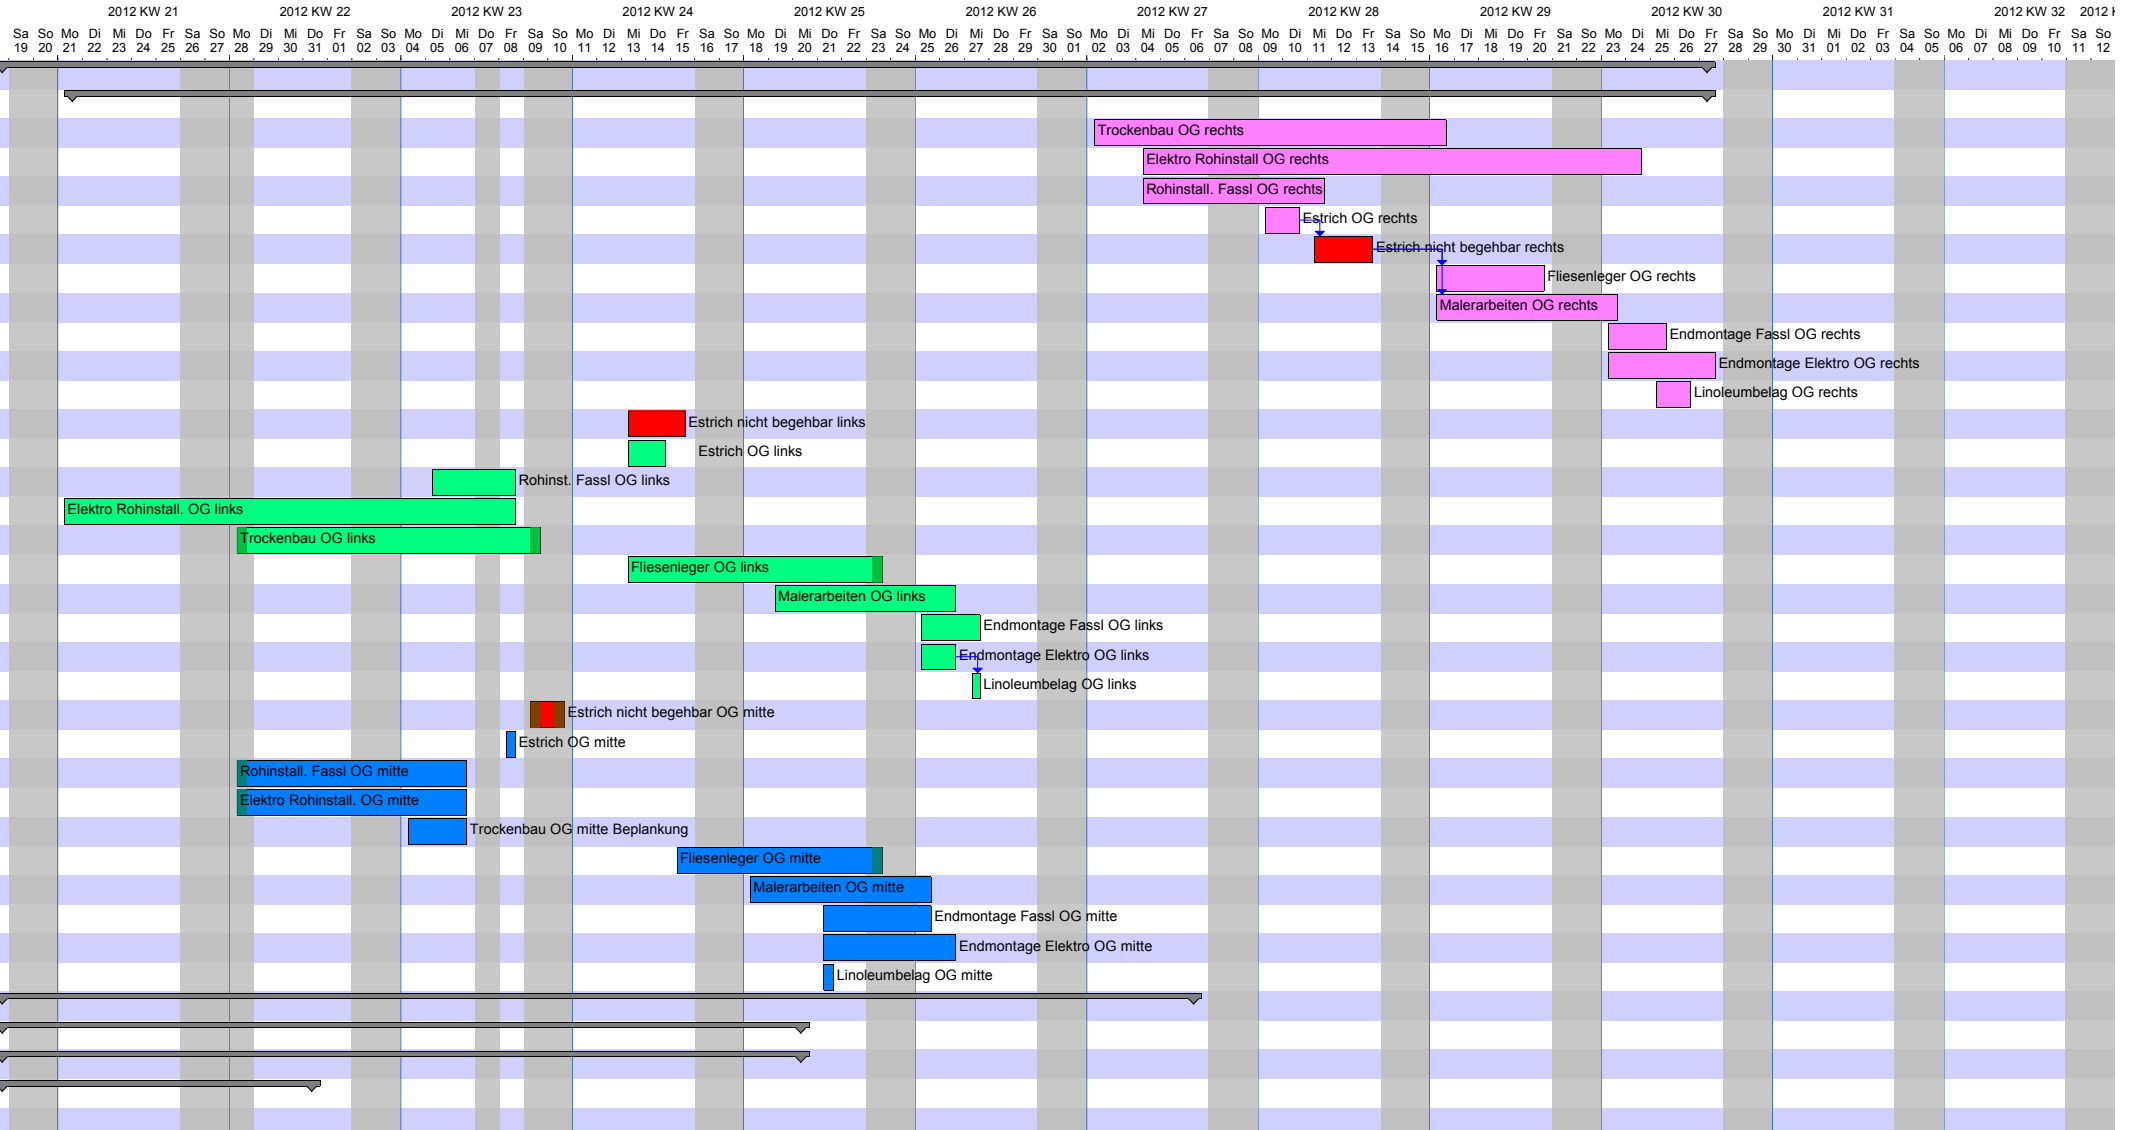 2012 KW 21 2012 KW 22 2012 KW 23 2012 KW 24 2012 KW 25 2012 KW 26 2012 KW 27 2012 KW 28 2012 KW 29 2012 KW 30 2012 KW 31 2012 KW 32 2012
Sa So Mo Di Mi Do Fr Sa So Mo Di Mi Do Fr Sa So Mo Di Mi Do Fr Sa So Mo Di Mi Do Fr Sa So Mo Di Mi Do Fr Sa So Mo Di Mi Do Fr Sa So Mo Di Mi Do Fr Sa So Mo Di Mi Do Fr Sa So Mo Di Mi Do Fr Sa So Mo Di Mi Do Fr Sa So Mo Di Mi Do Fr Sa So Mo Di Mi Do Fr Sa So
19 20 21 22 23 24 25 26 27 28 29 30 31 01 02 03 04 05 06 07 08 09 10 11 12 13 14 15 16 17 18 19 20 21 22 23 24 25 26 27 28 29 30 01 02 03 04 05 06 07 08 09 10 11 12 13 14 15 16 17 18 19 20 21 22 23 24 25 26 27 28 29 30 31 01 02 03 04 05 06 07 08 09 10 11 12
Trockenbau OG rechts
Elektro Rohinstall OG rechts
Rohinstall. Fassl OG rechts
Estrich OG rechts
Estrich nicht begehbar rechts
Fliesenleger OG rechts
Malerarbeiten OG rechts
Endmontage Fassl OG rechts
Endmontage Elektro OG rechts
Linoleumbelag OG rechts
Estrich nicht begehbar links
Estrich OG links
Rohinst. Fassl OG links
Elektro Rohinstall. OG links
Trockenbau OG links
Fliesenleger OG links
Malerarbeiten OG links
Endmontage Fassl OG links
Endmontage Elektro OG links
Linoleumbelag OG links
Estrich nicht begehbar OG mitte
Estrich OG mitte
Rohinstall. Fassl OG mitte
Elektro Rohinstall. OG mitte
Trockenbau OG mitte Beplankung
Fliesenleger OG mitte
Malerarbeiten OG mitte
Endmontage Fassl OG mitte
Endmontage Elektro OG mitte
Linoleumbelag OG mitte